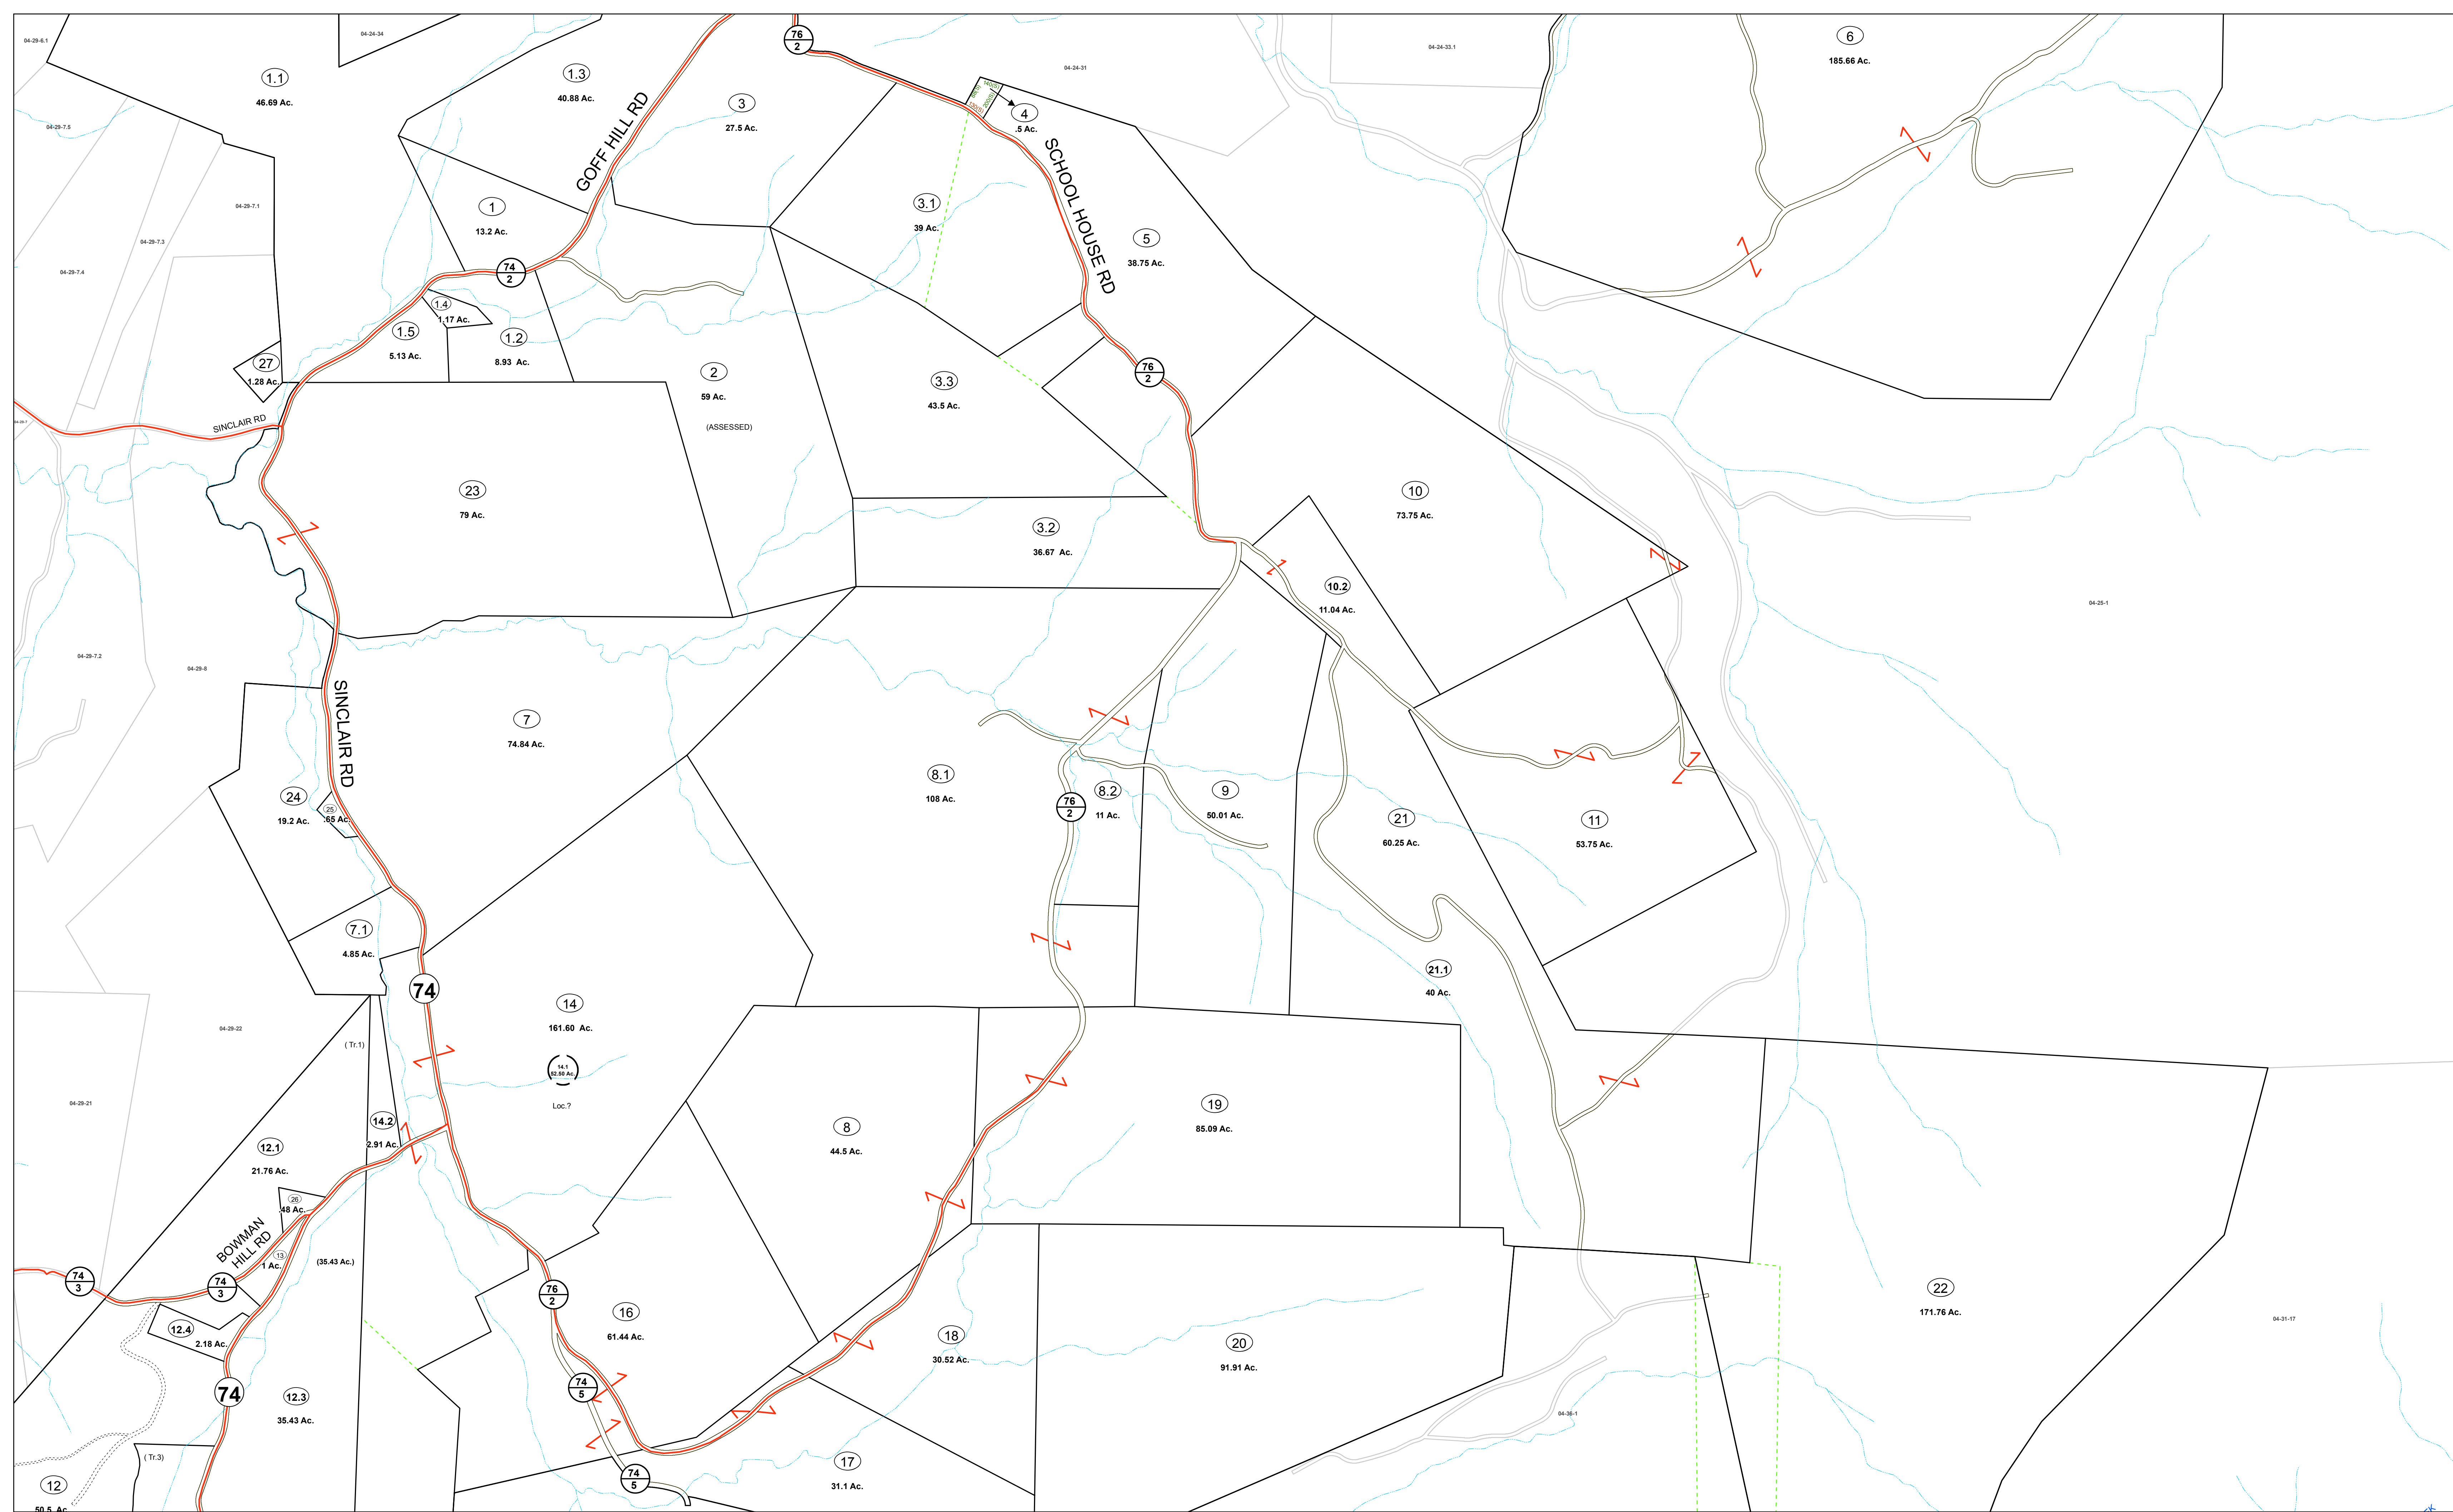 04-29-6.1
04-24-34
1.1
46.69 Ac.
04-29-7.5
04-29-7.1
04-29-7.3
04-29-7.4
1.3
40.88 Ac.
GOFF HILL RD
3
27.5 Ac.
76
2
04-24-31
140(S)
200(S)
130(S)
4
.5 Ac.
SCHOOL HOUSE RD
04-24-33.1
6
185.66 Ac.
1
13.2 Ac.
74
2
3.1
39 Ac.
5
38.75 Ac.
1.4
1.17 Ac.
1.5
5.13 Ac.
1.2
8.93 Ac.
27
1.28 Ac.
2
59 Ac.
(ASSESSED)
3.3
43.5 Ac.
76
2
SINCLAIR RD
23
79 Ac.
3.2
36.67 Ac.
10
73.75 Ac.
10.2
11.04 Ac.
04-25-1
04-29-7.2
04-29-8
SINCLAIR RD
7
74.84 Ac.
24
19.2 Ac.
25
.65 Ac.
8.1
108 Ac.
76
2
8.2
11 Ac.
9
50.01 Ac.
21
60.25 Ac.
11
53.75 Ac.
7.1
4.85 Ac.
74
21.1
40 Ac.
04-29-22
( Tr.1)
14
161.60 Ac.
14.1
52.50 Ac.
Loc.?
04-29-21
14.2
2.91 Ac.
12.1
21.76 Ac.
8
44.5 Ac.
19
85.09 Ac.
26
.48 Ac.
BOWMAN
HILL RD
13
1 Ac.
(35.43 Ac.)
74
3
74
3
76
2
16
61.44 Ac.
12.4
2.18 Ac.
18
30.52 Ac.
20
91.91 Ac.
22
171.76 Ac.
04-31-17
74
12.3
35.43 Ac.
74
5
04-36-1
( Tr.3)
12
50.5 Ac.
74
5
17
31.1 Ac.